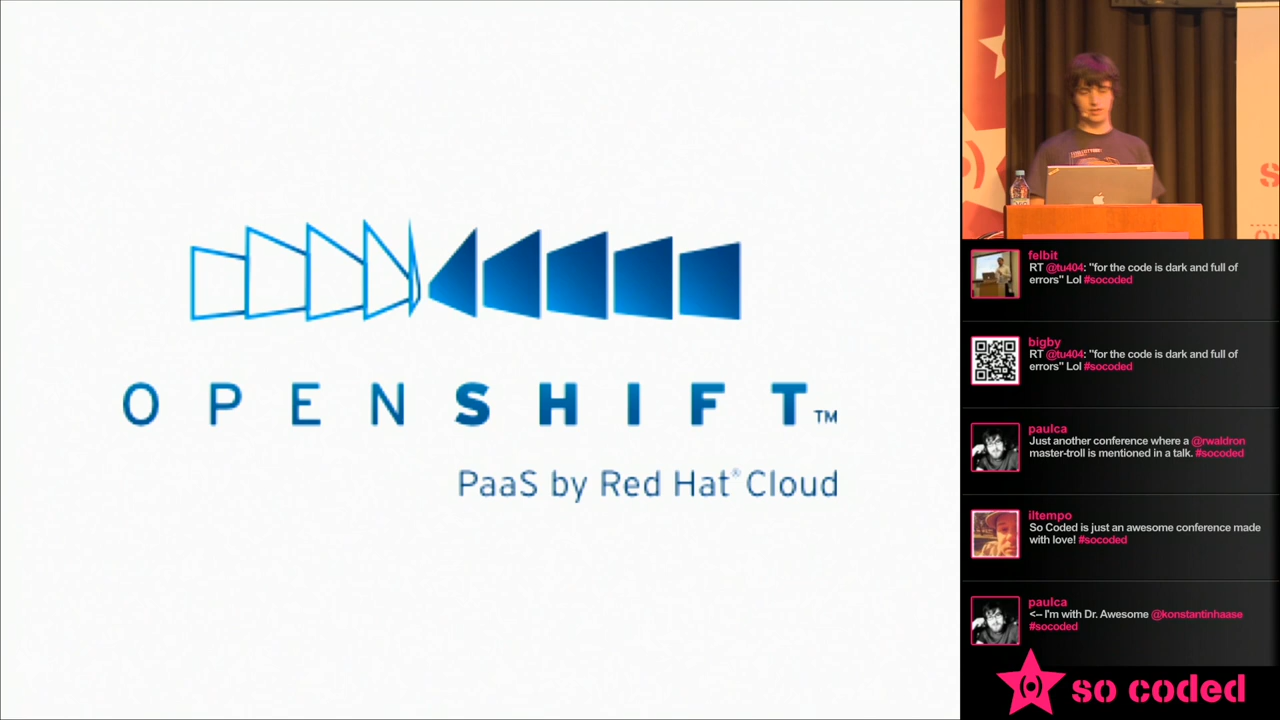 OPENSHIFT™
PaaS by Red Hat® Cloud
felbit
RT @tu404: "for the code is dark and full of
errors" Lol #socoded
bigby
RT @tu404: "for the code is dark and full of
errors" Lol #socoded
paulca
Just another conference where a @rwaldron
master-troll is mentioned in a talk. #socoded
iltempo
So Coded is just an awesome conference made
with love! #socoded
paulca
<-- I'm with Dr. Awesome @konstantinhaase
#socoded
so coded